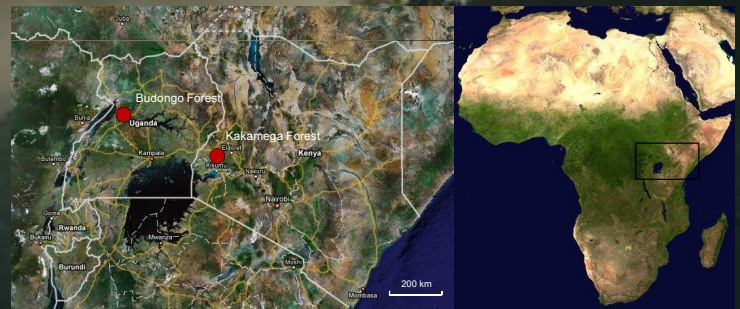 Juba
Budongo Forest
Bunia
Uganda
Kakamega Forest
Eldoret
Butembo
Kampala
Kisumu
Kenya
Nakuru
Goma
Nairobi
Rwanda
Bukavu
Mwanza
Burundi
Moshi
200 km
Mombasa